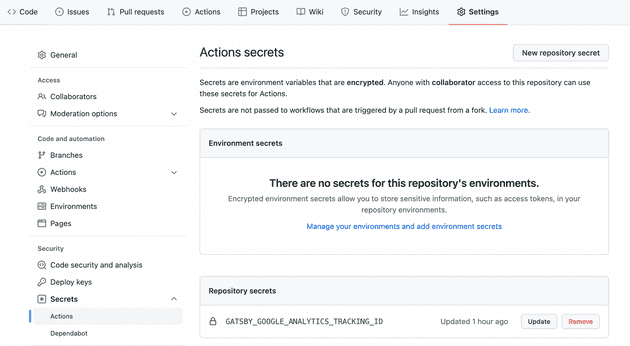 Code Issues Pull requests Actions Projects Wiki Security Insights Settings
General
Access
Collaborators
Moderation options
Code and automation
Branches
Actions
Webhooks
Environments
Pages
Security
Code security and analysis
Deploy keys
Secrets
Actions
Dependabot
Actions secrets
New repository secret
Secrets are environment variables that are encrypted. Anyone with collaborator access to this repository can use
these secrets for Actions.
Secrets are not passed to workflows that are triggered by a pull request from a fork. Learn more.
Environment secrets
There are no secrets for this repository's environments.
Encrypted environment secrets allow you to store sensitive information, such as access tokens, in your
repository environments.
Manage your environments and add environment secrets
Repository secrets
GATSBY_GOOGLE_ANALYTICS_TRACKING_ID Updated 1 hour ago Update Remove